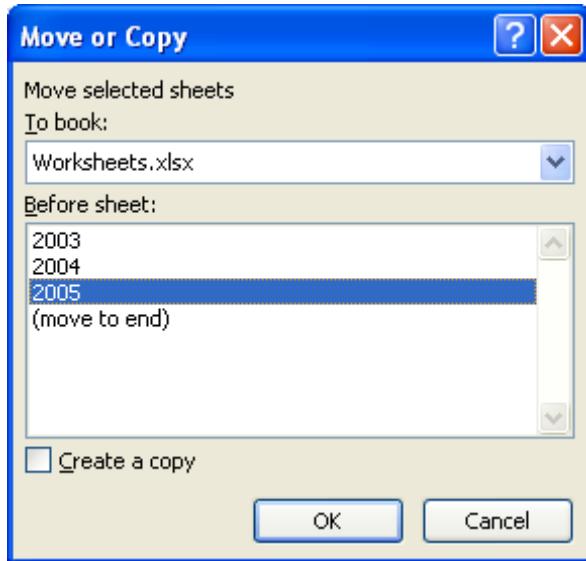 Move or Copy
Move selected sheets
To book:
Worksheets.xlsx
Before sheet:
2003
2004
2005
(move to end)
Create a copy
OK Cancel